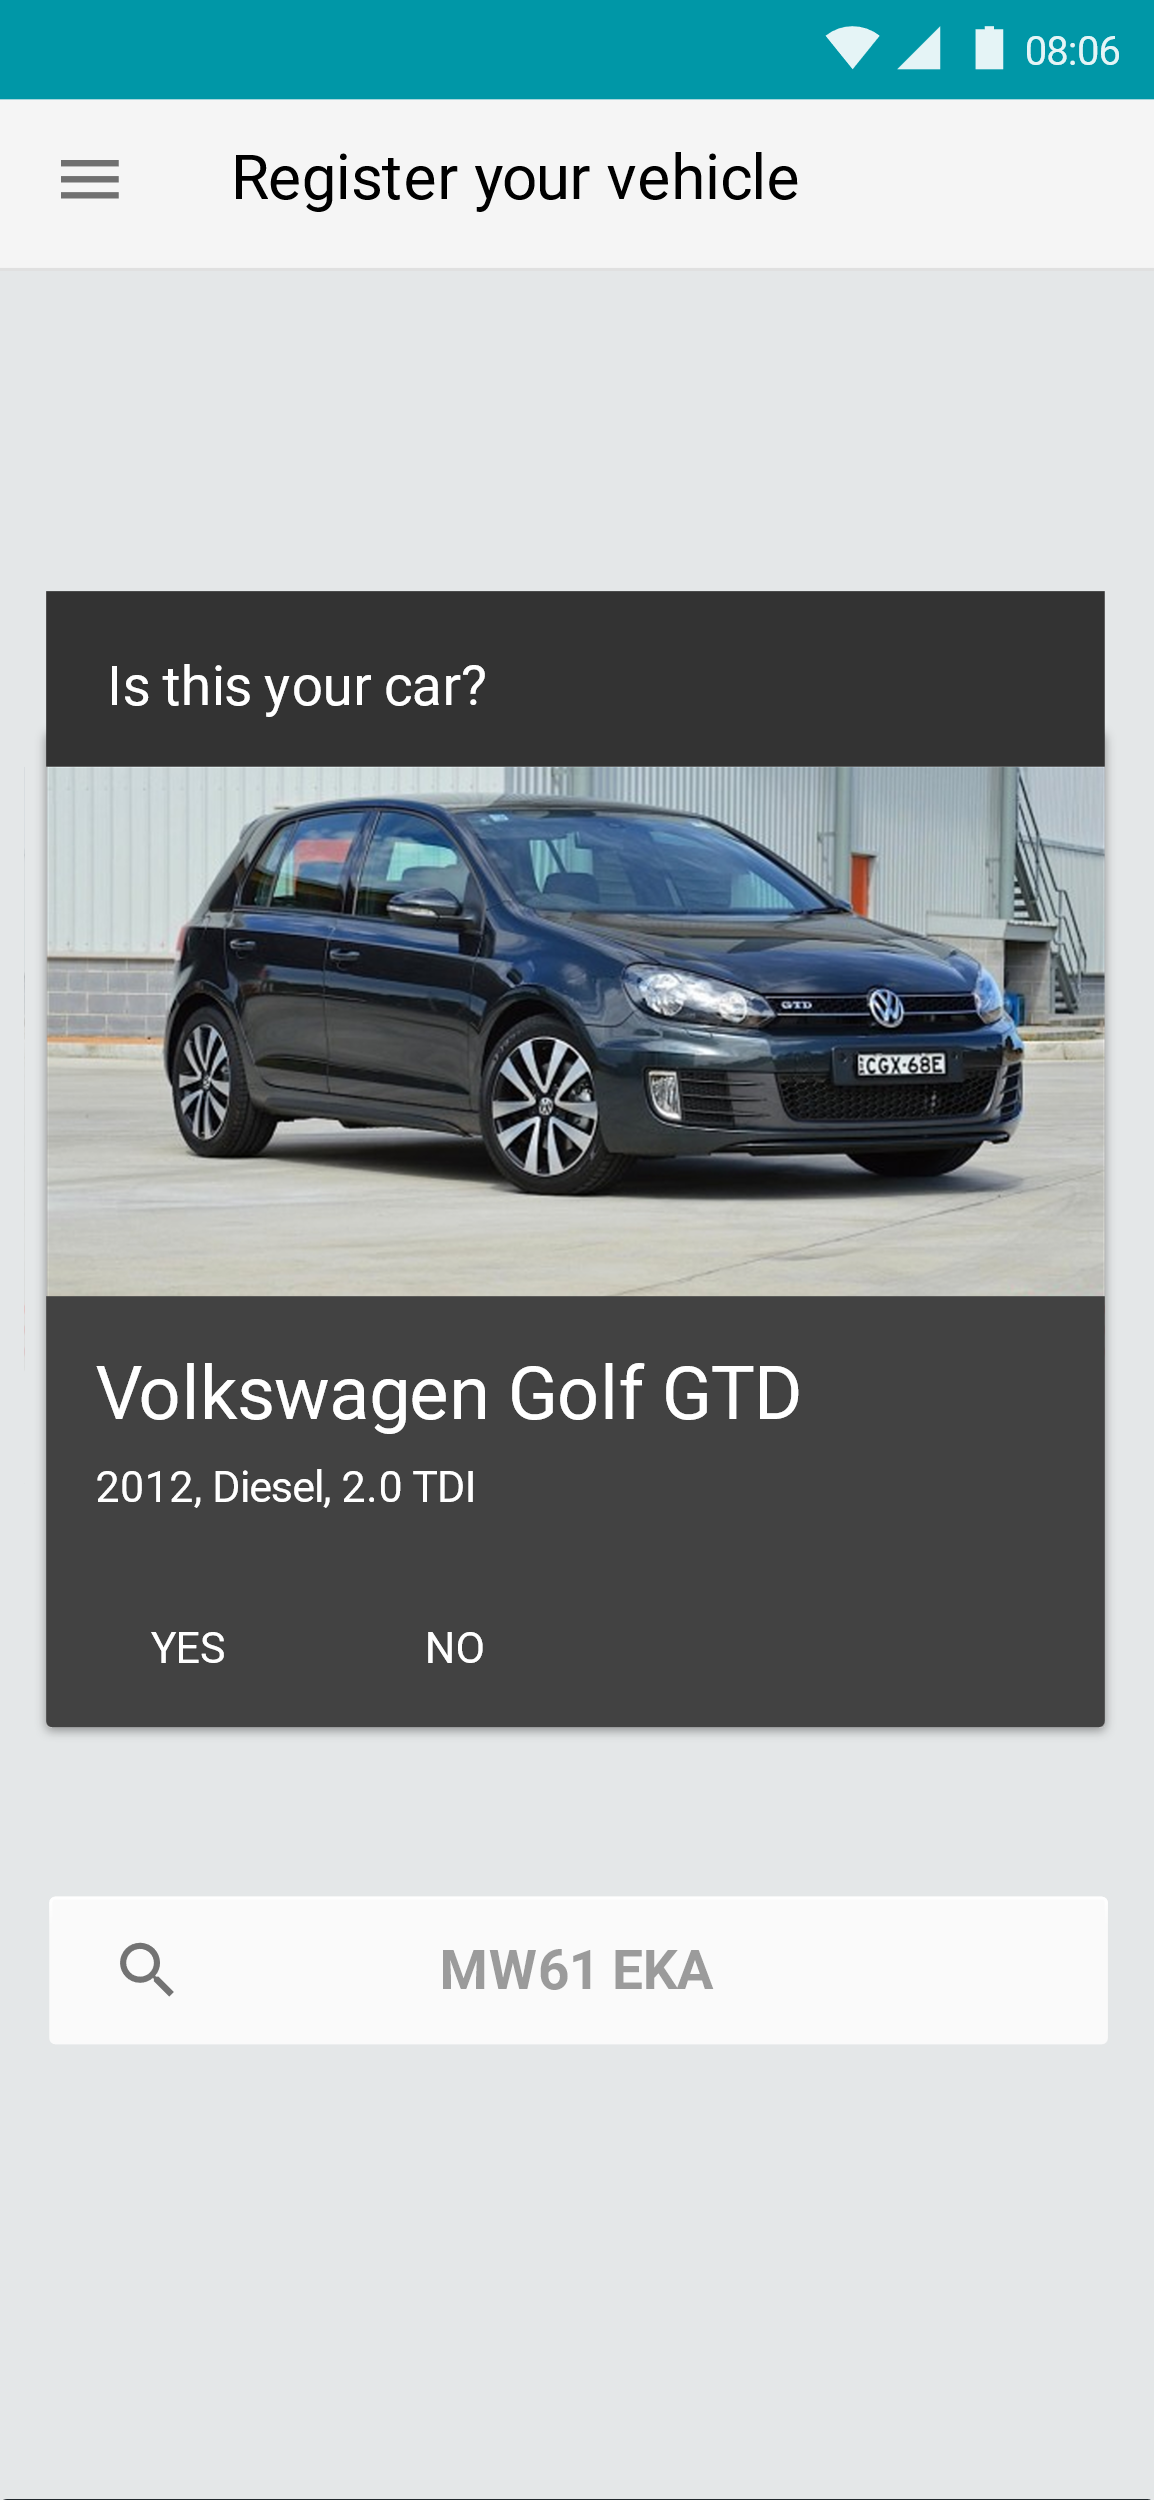 08:06
Register your vehicle
Is this your car?
GTD
CGX·68E
Volkswagen Golf GTD
2012, Diesel, 2.0 TDI
YES NO
MW61 EKA